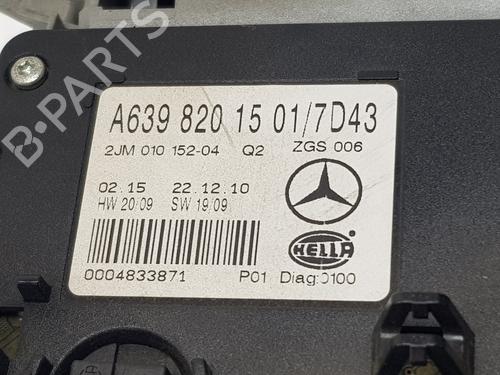 A639 820 15 01/7D43
2JM 010 152-04 Q2 ZGS 006
02.15 22.12.10
HW 20/09 SW 19/09
HELLA
0004833871 P01 Diag:0100
B-PARTS